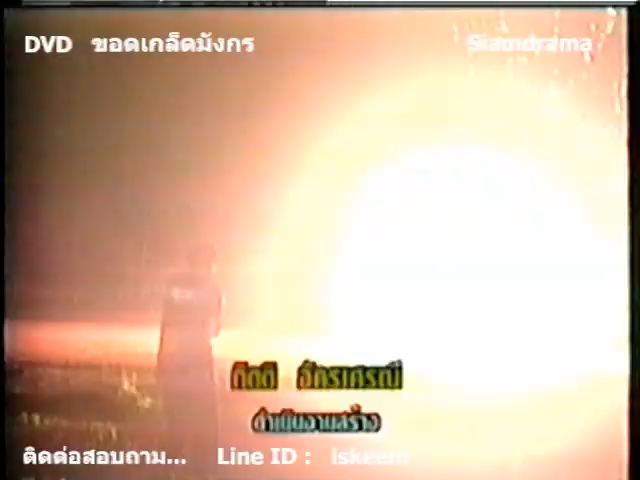 DVD ขอดเกล็ดมังกร Siamdrama
กิตติ อัครเศรณี
ดำเนินงานสร้าง
ติดต่อสอบถาม... Line ID : iskeem